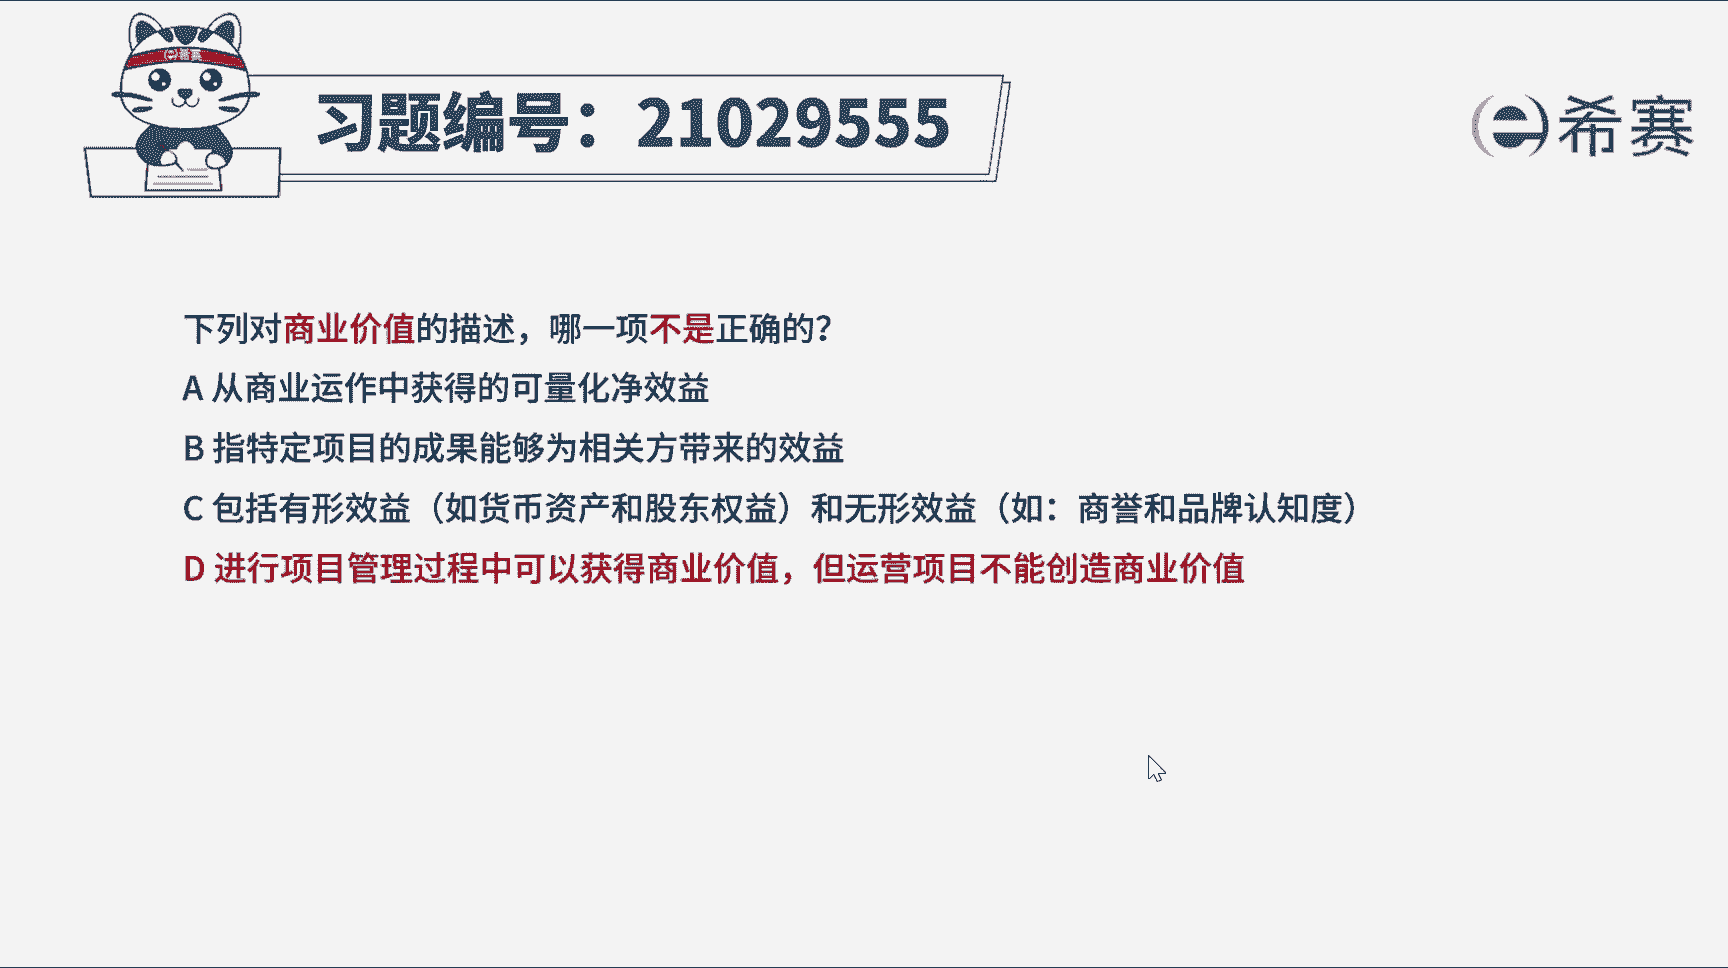 希赛
习题编号：21029555
希赛
下列对商业价值的描述，哪一项不是正确的？
A 从商业运作中获得的可量化净效益
B 指特定项目的成果能够为相关方带来的效益
C 包括有形效益（如货币资产和股东权益）和无形效益（如：商誉和品牌认知度）
D 进行项目管理过程中可以获得商业价值，但运营项目不能创造商业价值